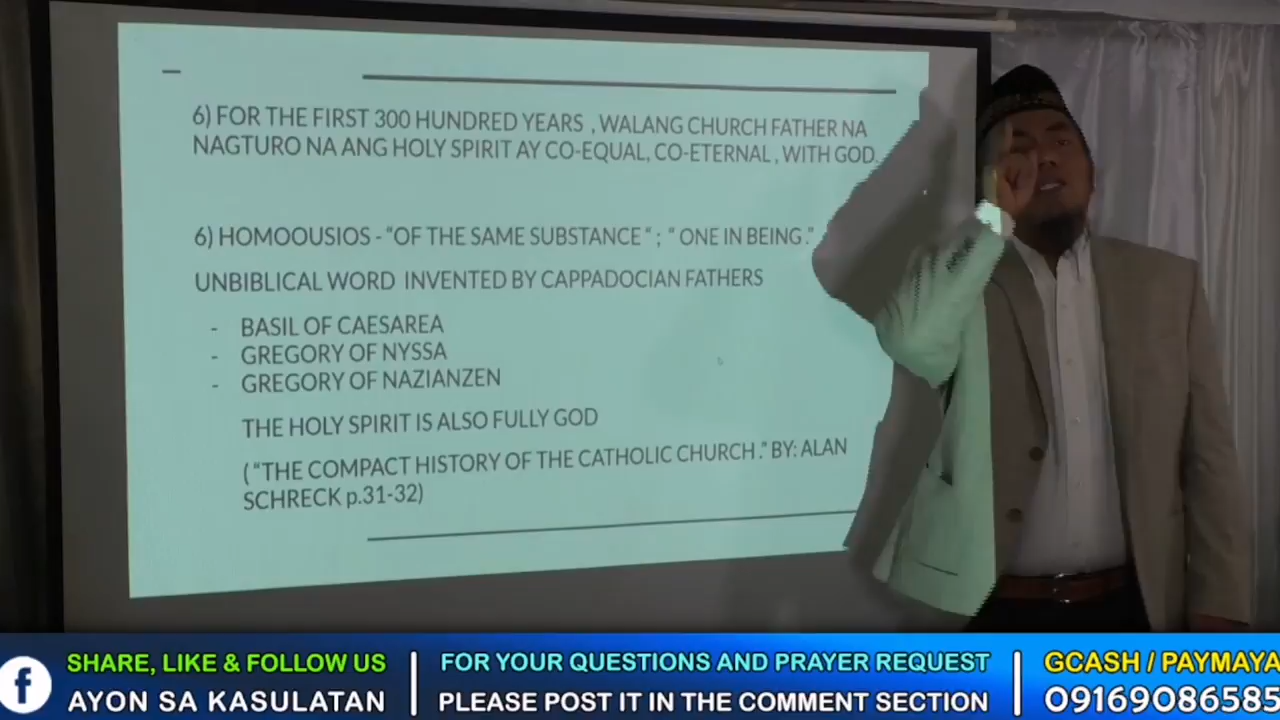 6) FOR THE FIRST 300 HUNDRED YEARS , WALANG CHURCH FATHER NA
NAGTURO NA ANG HOLY SPIRIT AY CO-EQUAL, CO-ETERNAL , WITH GOD.
6) HOMOOUSIOS - “OF THE SAME SUBSTANCE “ ; “ ONE IN BEING.”
UNBIBLICAL WORD INVENTED BY CAPPADOCIAN FATHERS
- BASIL OF CAESAREA
- GREGORY OF NYSSA
- GREGORY OF NAZIANZEN
THE HOLY SPIRIT IS ALSO FULLY GOD
( “THE COMPACT HISTORY OF THE CATHOLIC CHURCH .” BY: ALAN
SCHRECK p.31-32)
f
SHARE, LIKE & FOLLOW US
AYON SA KASULATAN
FOR YOUR QUESTIONS AND PRAYER REQUEST
PLEASE POST IT IN THE COMMENT SECTION
GCASH / PAYMAYA
09169086585